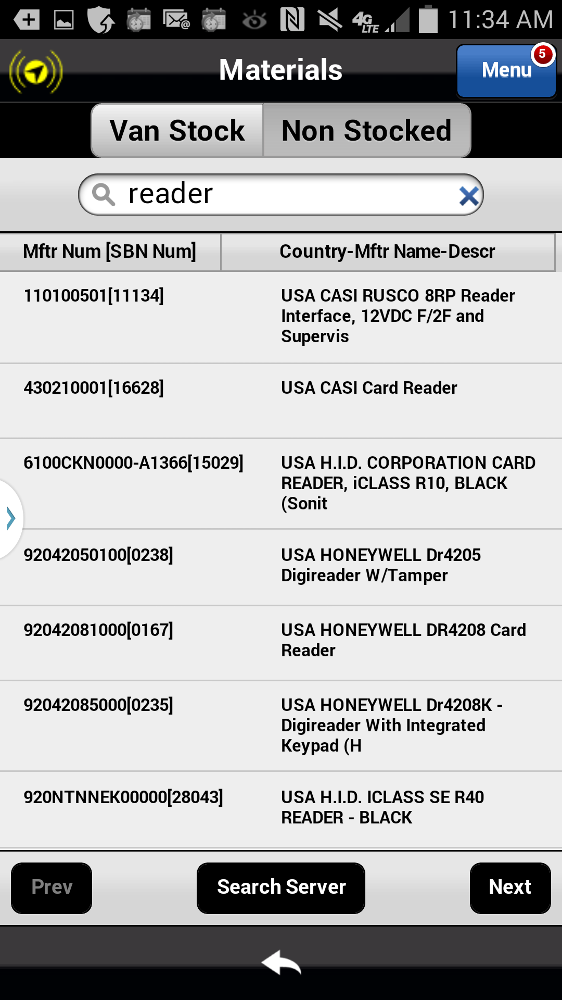 4G LTE 11:34 AM
Materials
Menu
5
Van Stock
Non Stocked
reader
Mftr Num [SBN Num]
Country-Mftr Name-Descr
110100501[11134]
USA CASI RUSCO 8RP Reader
Interface, 12VDC F/2F and
Supervis
430210001[16628]
USA CASI Card Reader
6100CKN0000-A1366[15029]
USA H.I.D. CORPORATION CARD
READER, iCLASS R10, BLACK
(Sonit
92042050100[0238]
USA HONEYWELL Dr4205
Digireader W/Tamper
92042081000[0167]
USA HONEYWELL DR4208 Card
Reader
92042085000[0235]
USA HONEYWELL Dr4208K -
Digireader With Integrated
Keypad (H
920NTNNEK00000[28043]
USA H.I.D. ICLASS SE R40
READER - BLACK
Prev
Search Server
Next